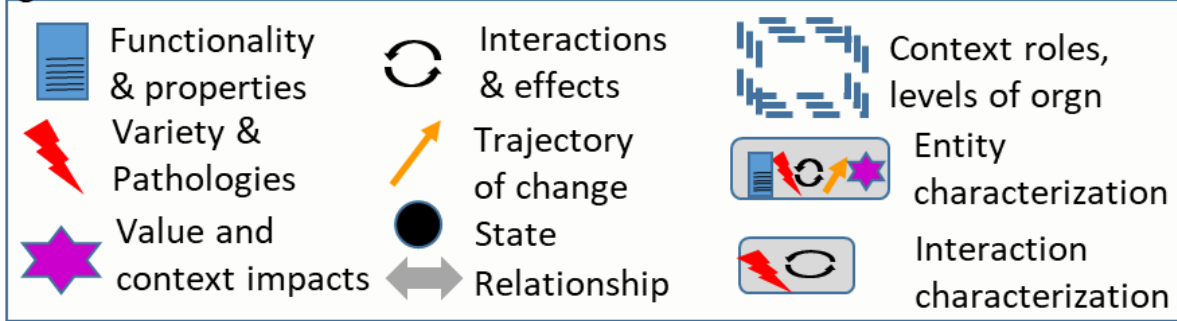 Functionality
& properties
Variety &
Pathologies
Value and
context impacts
Interactions
& effects
Trajectory
of change
State
Relationship
Context roles,
levels of orgn
Entity
characterization
Interaction
characterization